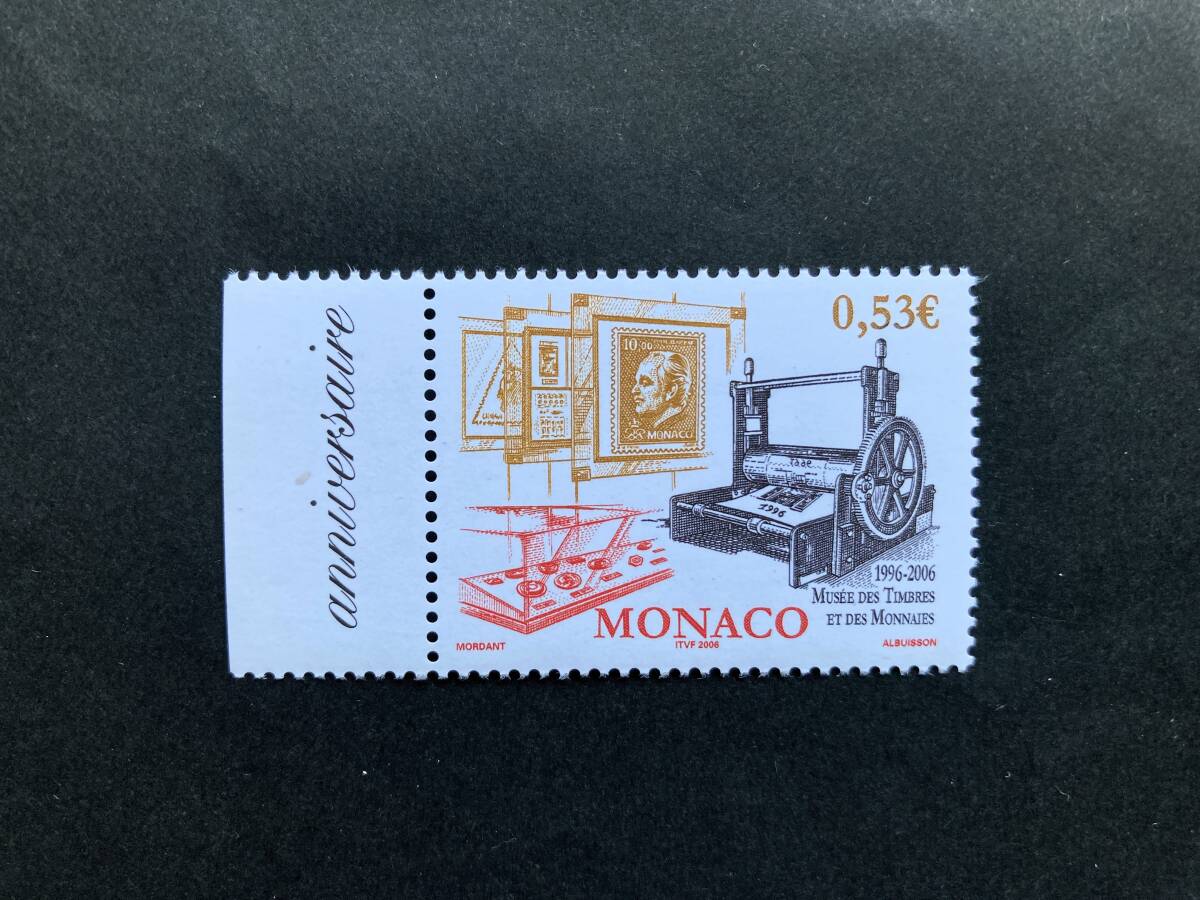 anniversaire
0,53€
10,00
MONACO
1996
1996-2006
MUSÉE DES TIMBRES
ET DES MONNAIES
MONACO
MORDANT
ITVF 2006
ALBUISSON